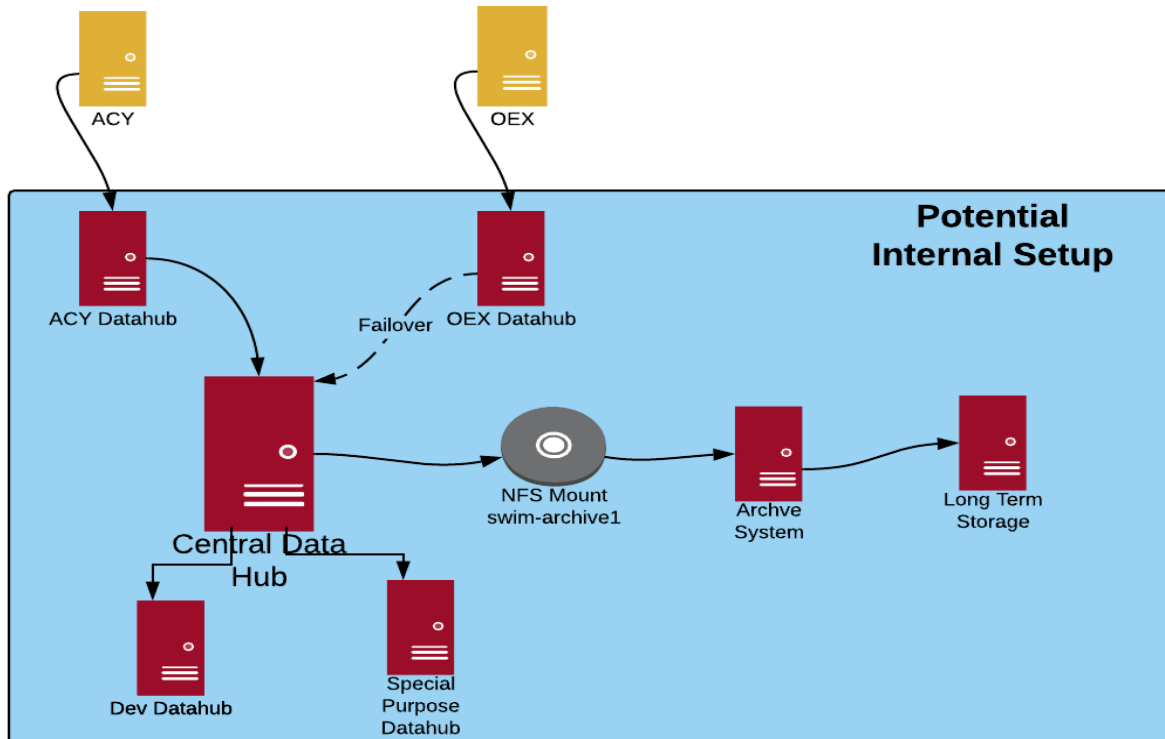 ACY
OEX
Potential
Internal Setup
ACY Datahub
OEX Datahub
Failover
Central Data
Hub
NFS Mount
swim-archive1
Archve
System
Long Term
Storage
Dev Datahub
Special
Purpose
Datahub